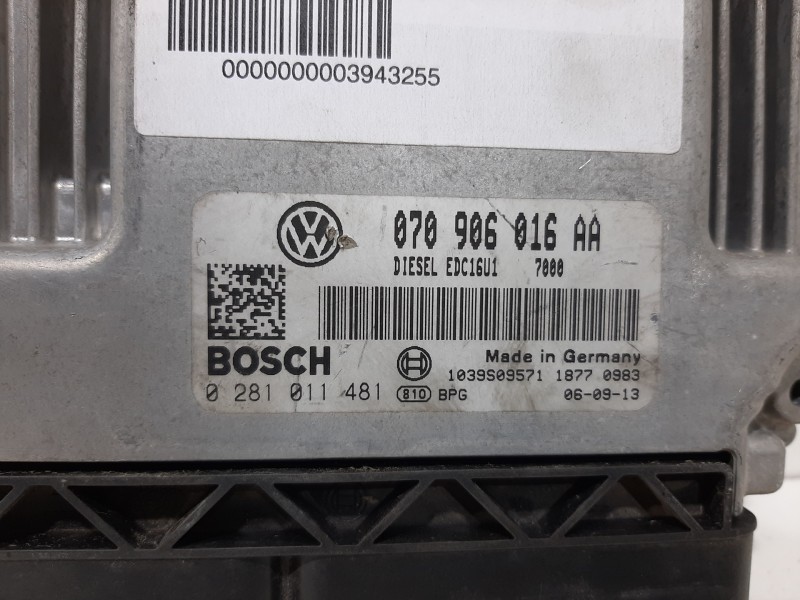 0000000003943255
070 906 016 AA
DIESEL EDC16U1 7000
BOSCH
Made in Germany
1039S09571 1877 0983
0 281 011 481 810 BPG 06-09-13